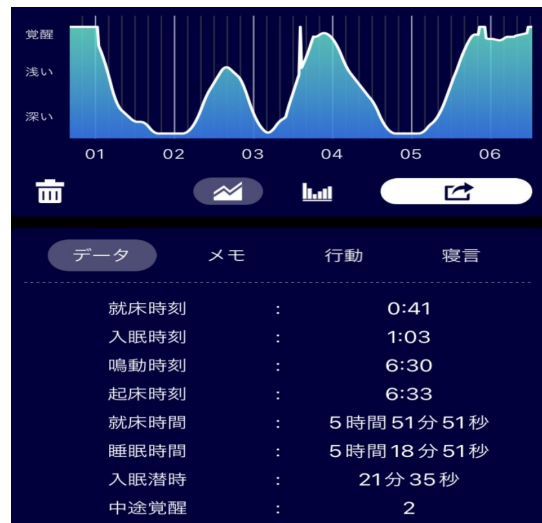 覚醒
浅い
深い
01 02 03 04 05 06
データ メモ 行動 寝言
就床時刻 : 0:41
入眠時刻 : 1:03
鳴動時刻 : 6:30
起床時刻 : 6:33
就床時間 : 5時間51分51秒
睡眠時間 : 5時間18分51秒
入眠潜時 : 21分35秒
中途覚醒 : 2